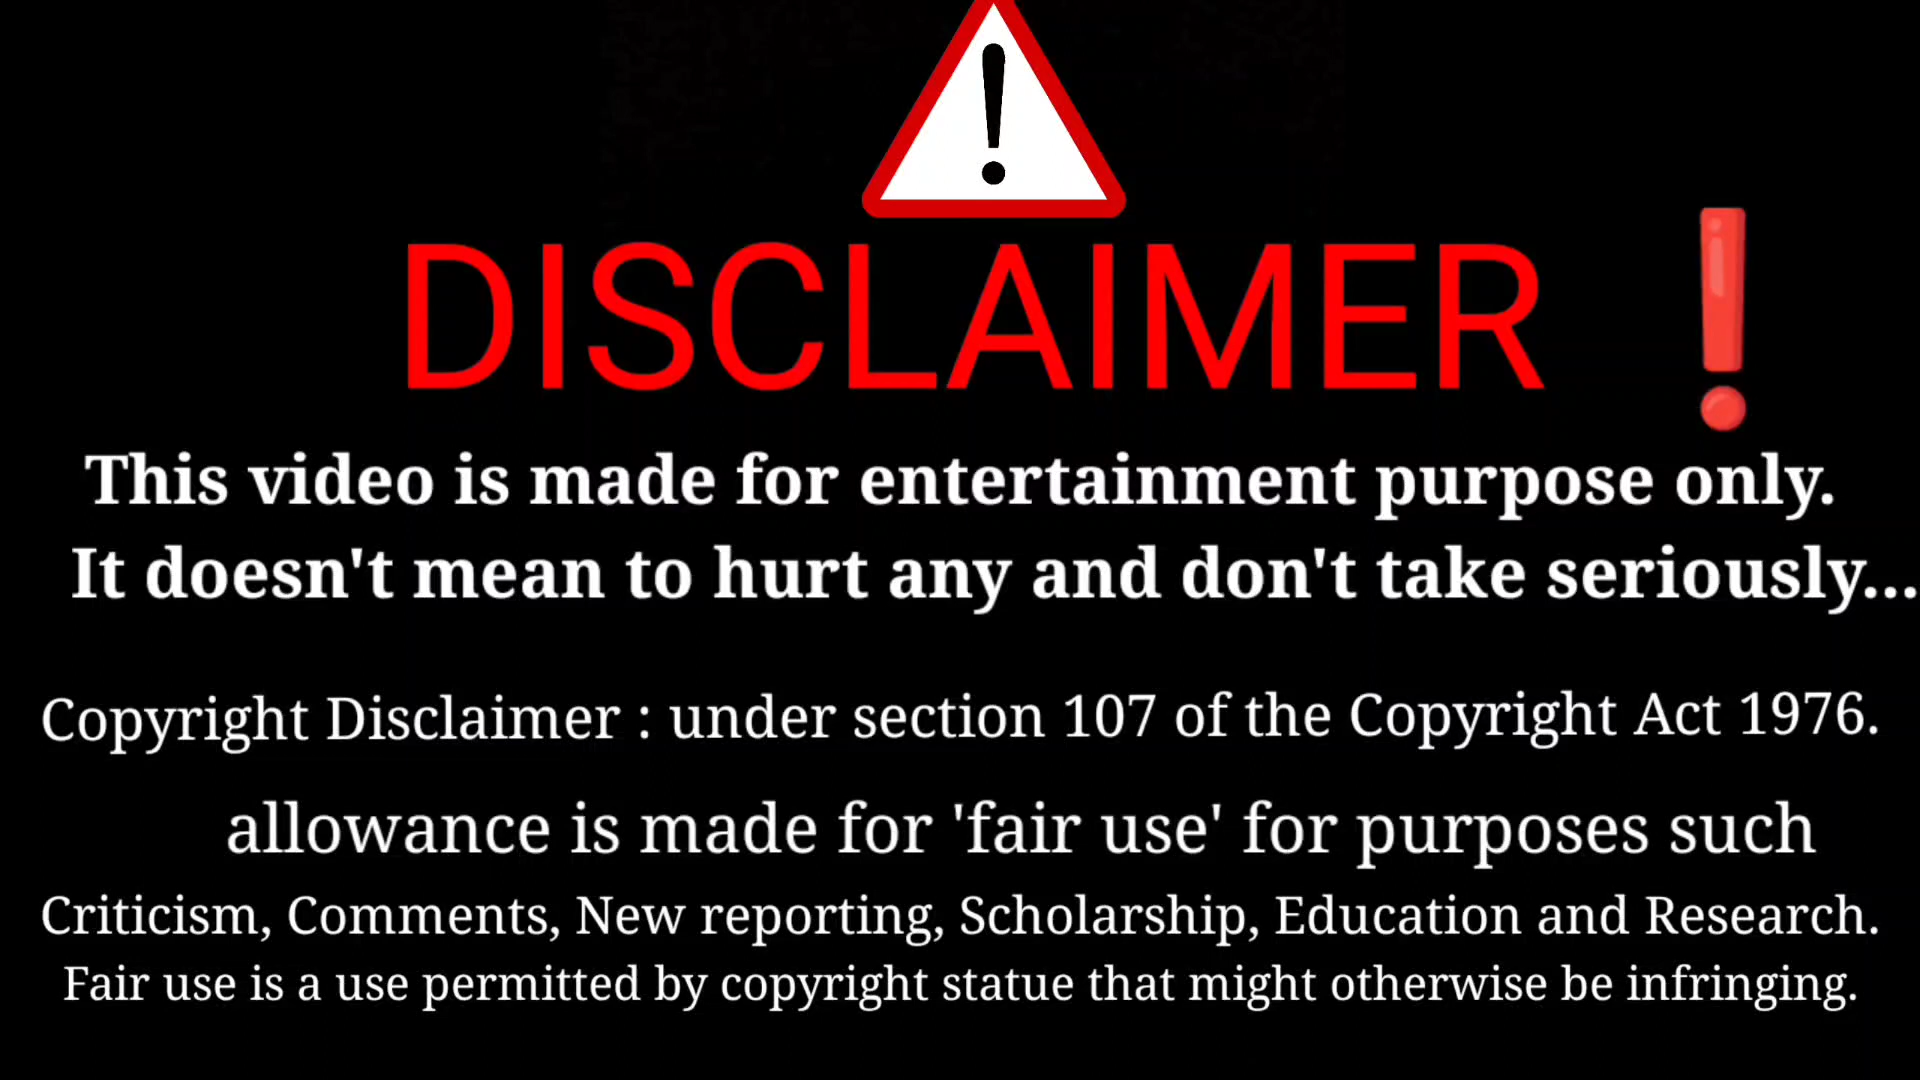 DISCLAIMER ❗
This video is made for entertainment purpose only.
It doesn't mean to hurt any and don't take seriously...
Copyright Disclaimer : under section 107 of the Copyright Act 1976.
allowance is made for 'fair use' for purposes such
Criticism, Comments, New reporting, Scholarship, Education and Research.
Fair use is a use permitted by copyright statue that might otherwise be infringing.